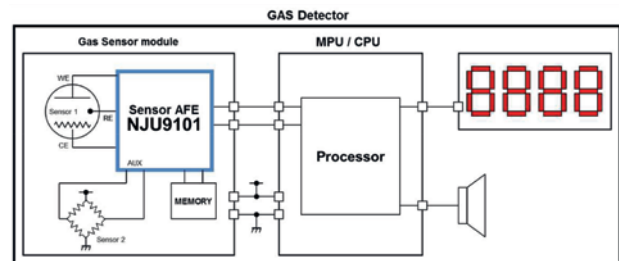 GAS Detector
Gas Sensor module
MPU / CPU
WE
Sensor 1
RE
CE
Sensor AFE
NJU9101
AUX
MEMORY
Sensor 2
Processor
8888